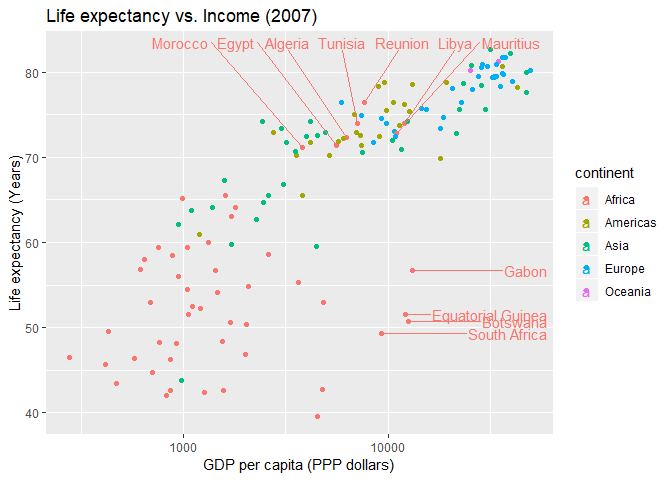 Life expectancy vs. Income (2007)
Morocco Egypt Algeria Tunisia Reunion Libya Mauritius
80
70
60
50
40
Life expectancy (Years)
Gabon
Equatorial Guinea
Botswana
South Africa
1000 10000
GDP per capita (PPP dollars)
continent
a Africa
a Americas
a Asia
a Europe
a Oceania